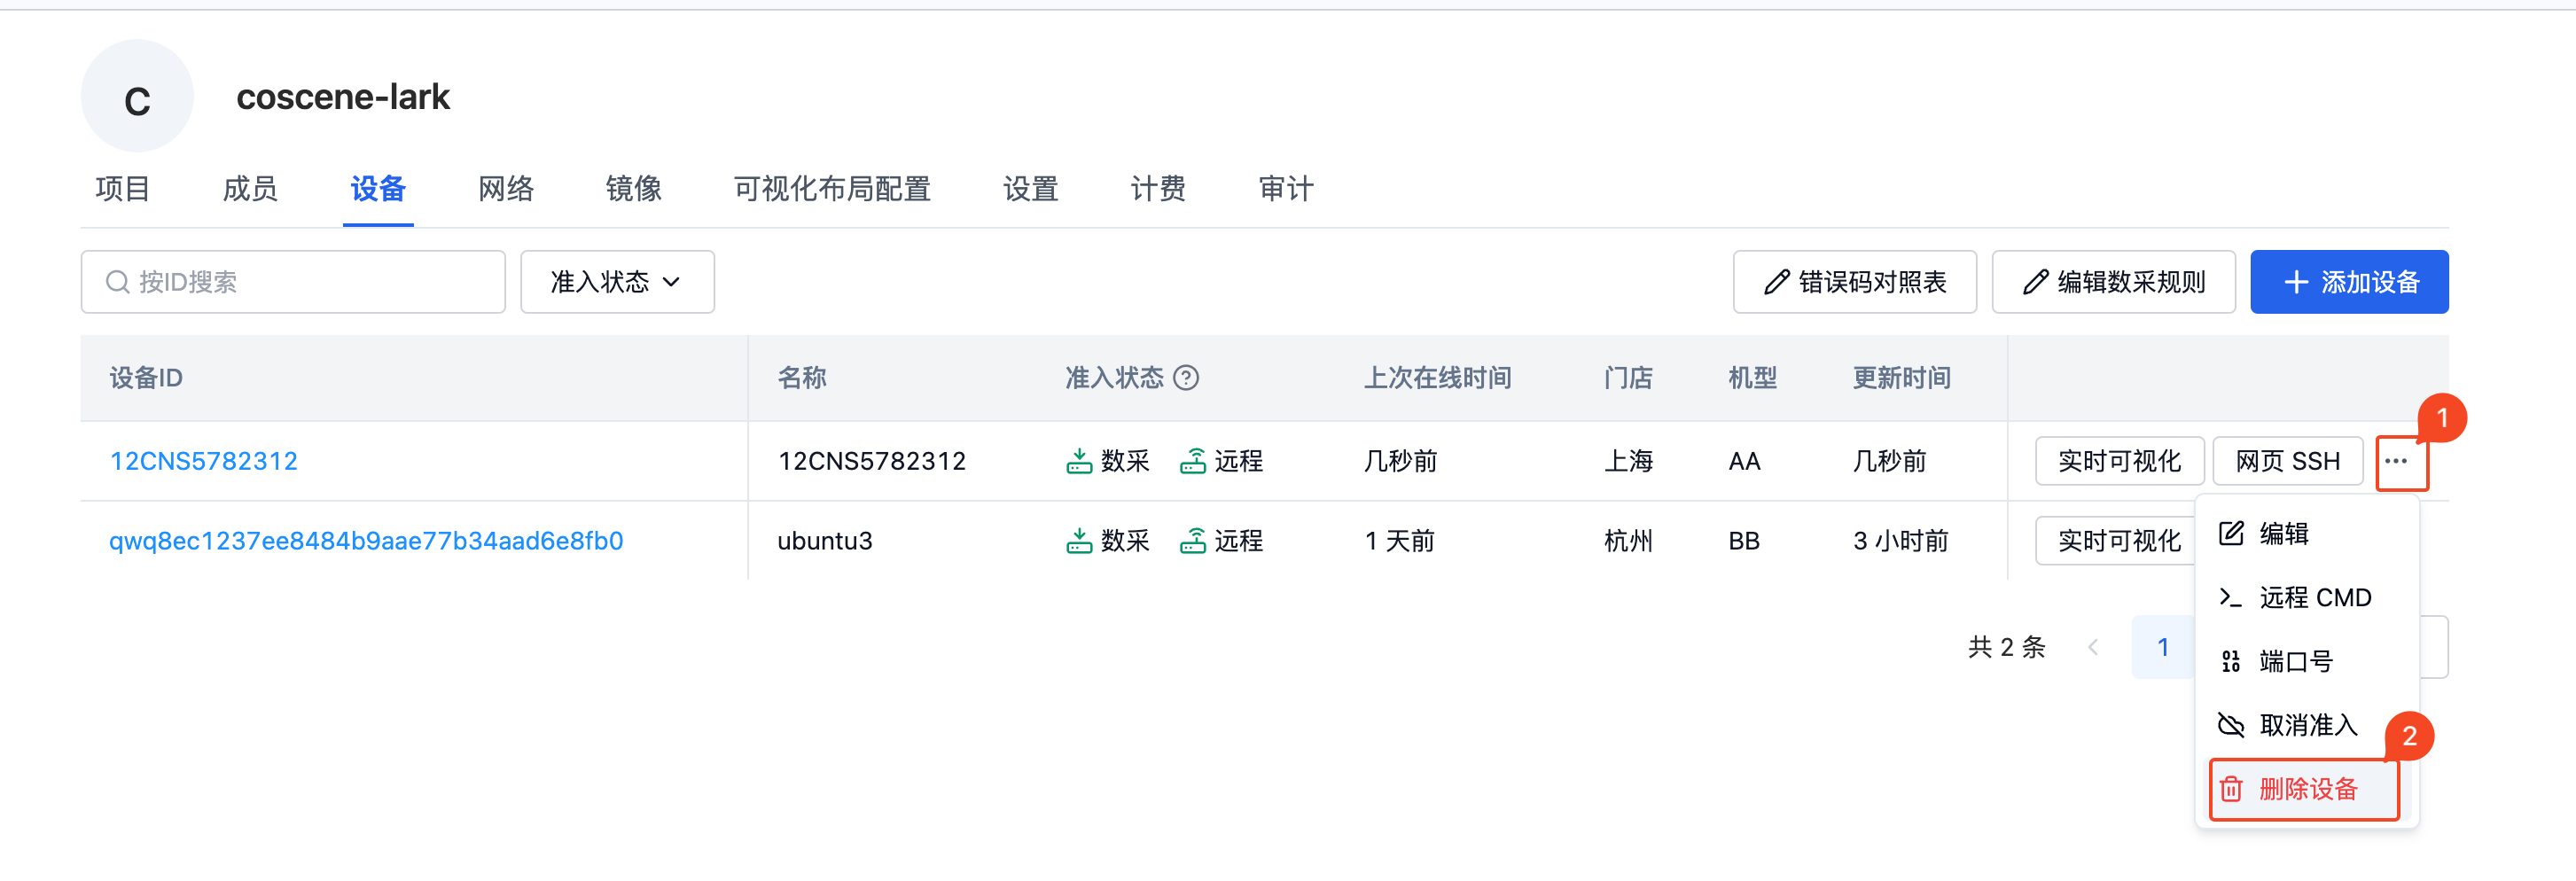 C
coscene-lark
项目 成员 设备 网络 镜像 可视化布局配置 设置 计费 审计
按ID搜索 准入状态 错误码对照表 编辑数采规则 + 添加设备
设备ID 名称 准入状态 ? 上次在线时间 门店 机型 更新时间
1
12CNS5782312 12CNS5782312 数采 远程 几秒前 上海 AA 几秒前 实时可视化 网页 SSH ···
qwq8ec1237ee8484b9aae77b34aad6e8fb0 ubuntu3 数采 远程 1 天前 杭州 BB 3 小时前 实时可视化
编辑
远程 CMD
共 2 条 < 1
端口号
取消准入
2
删除设备